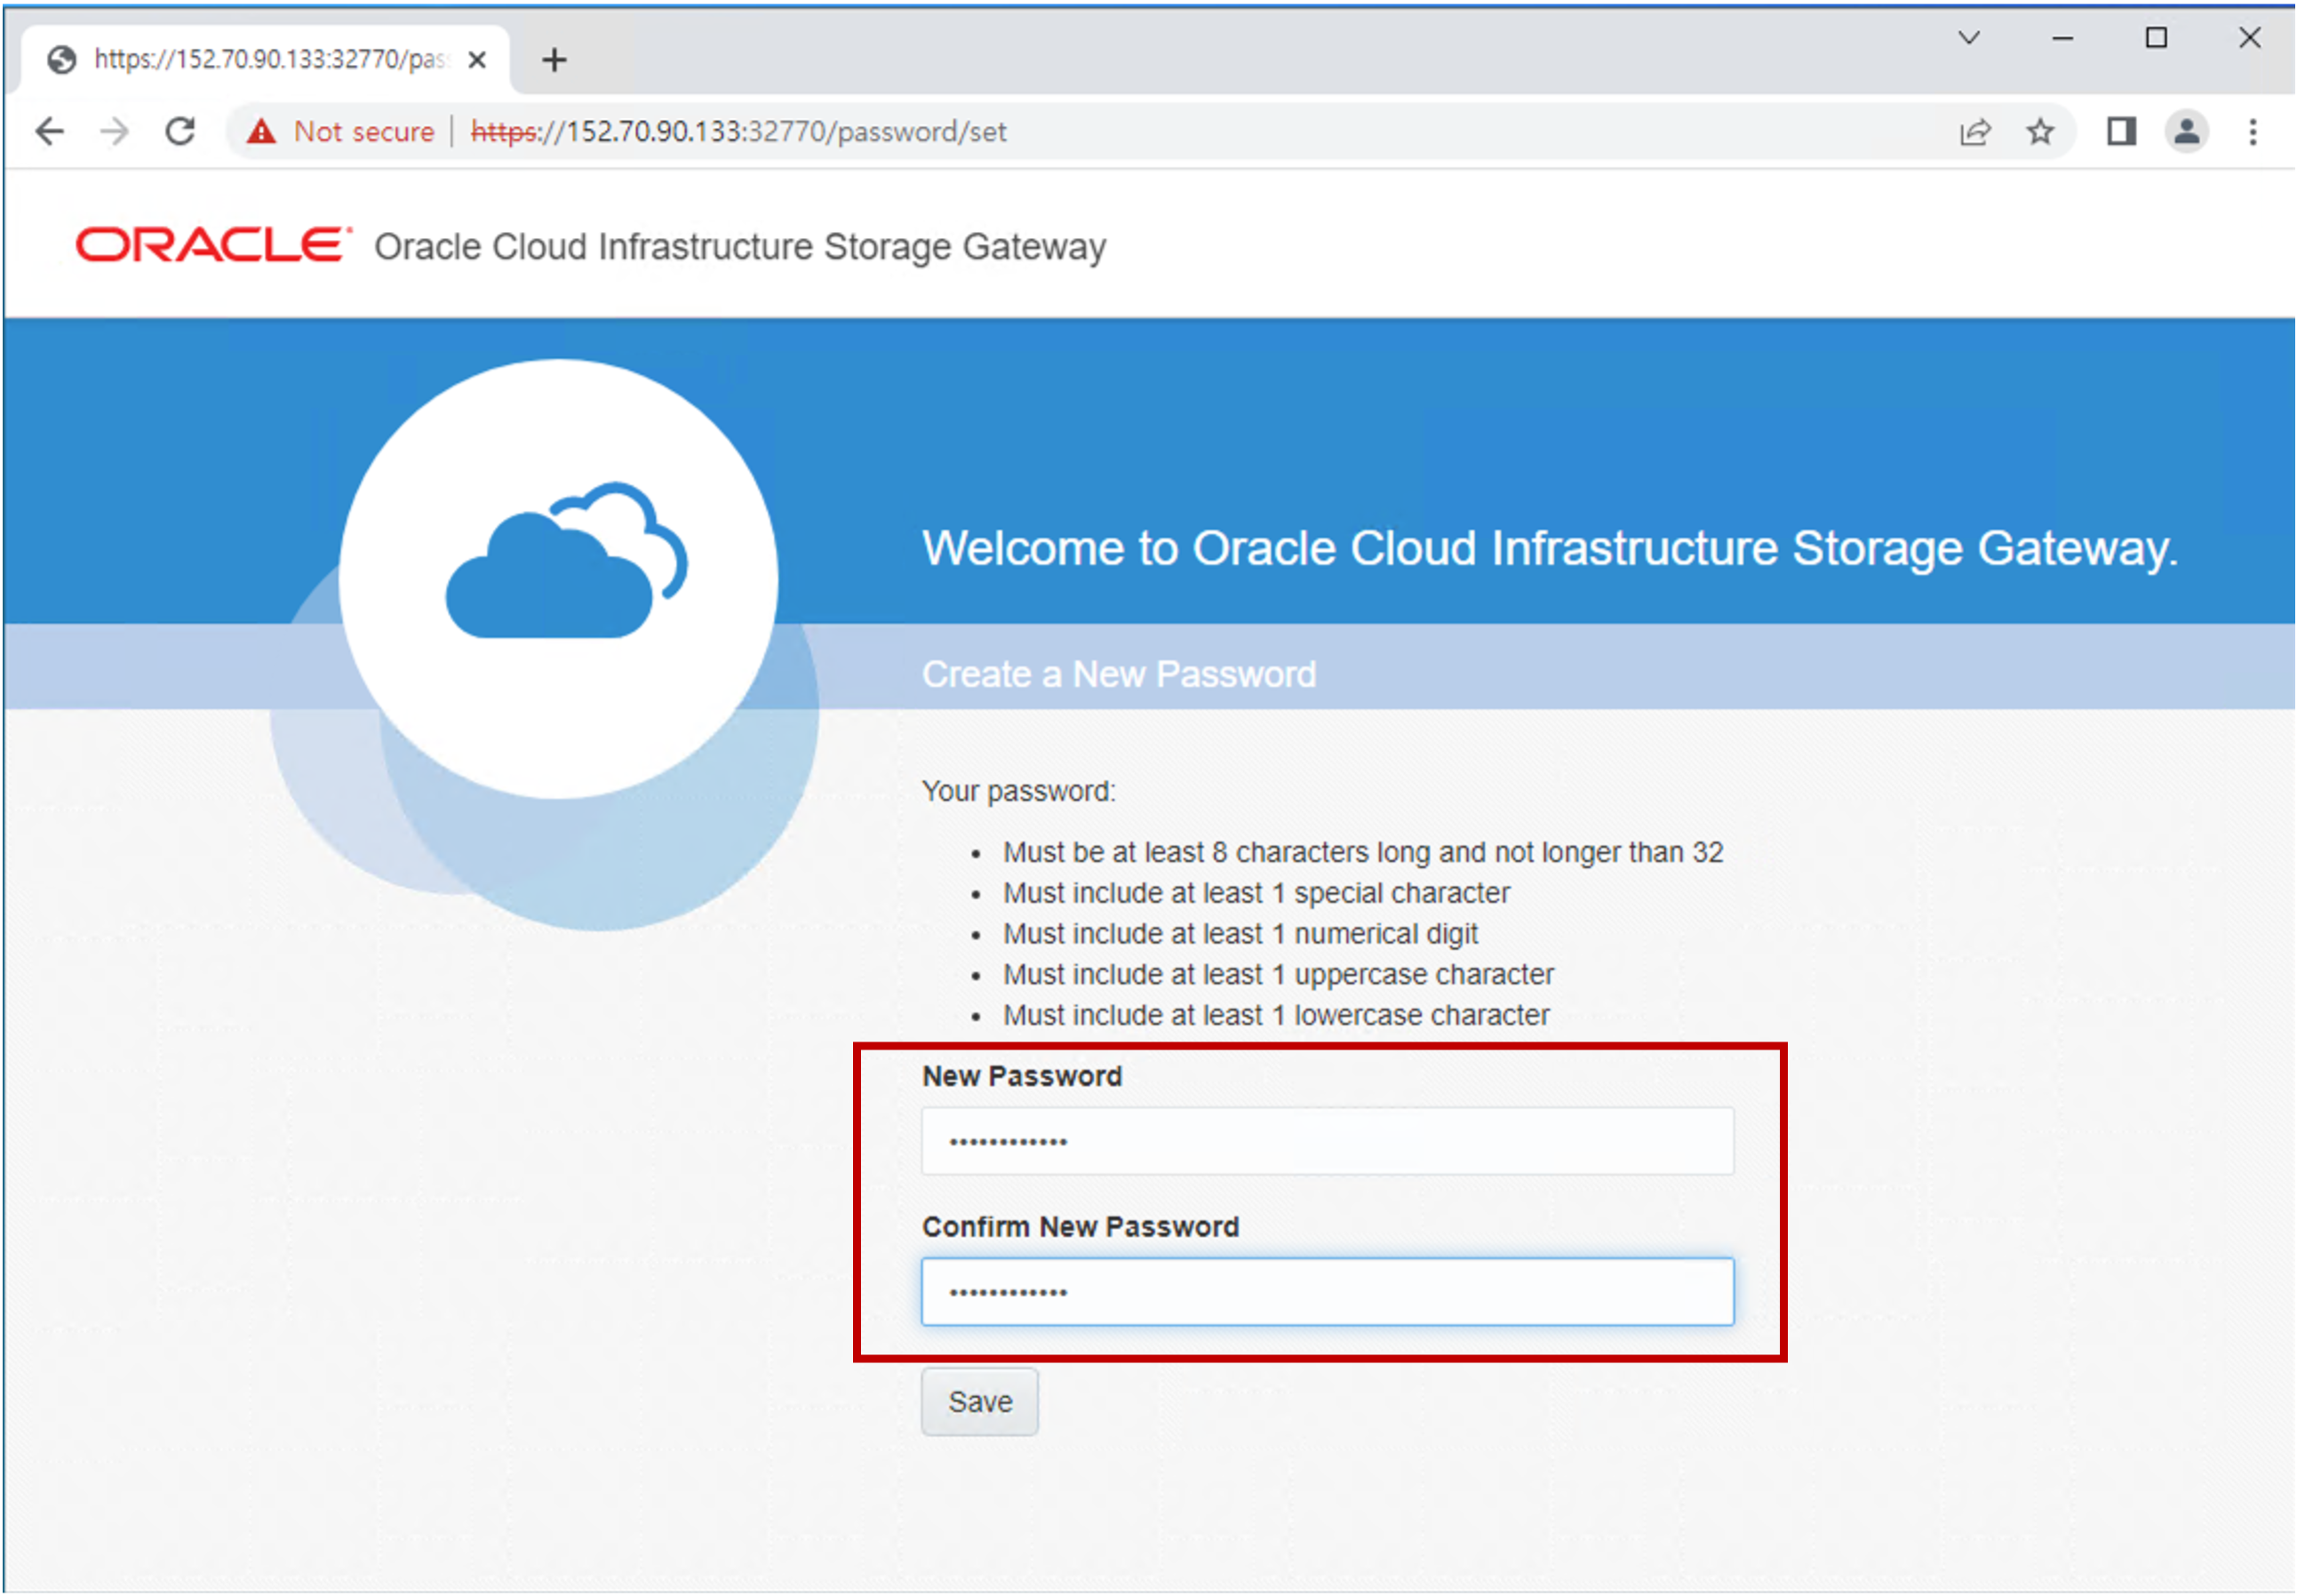 https://152.70.90.133:32770/pas
Not secure | https://152.70.90.133:32770/password/set
ORACLE Oracle Cloud Infrastructure Storage Gateway
Welcome to Oracle Cloud Infrastructure Storage Gateway.
Create a New Password
Your password:
• Must be at least 8 characters long and not longer than 32
• Must include at least 1 special character
• Must include at least 1 numerical digit
• Must include at least 1 uppercase character
• Must include at least 1 lowercase character
New Password
••••••••••••
Confirm New Password
••••••••••••
Save